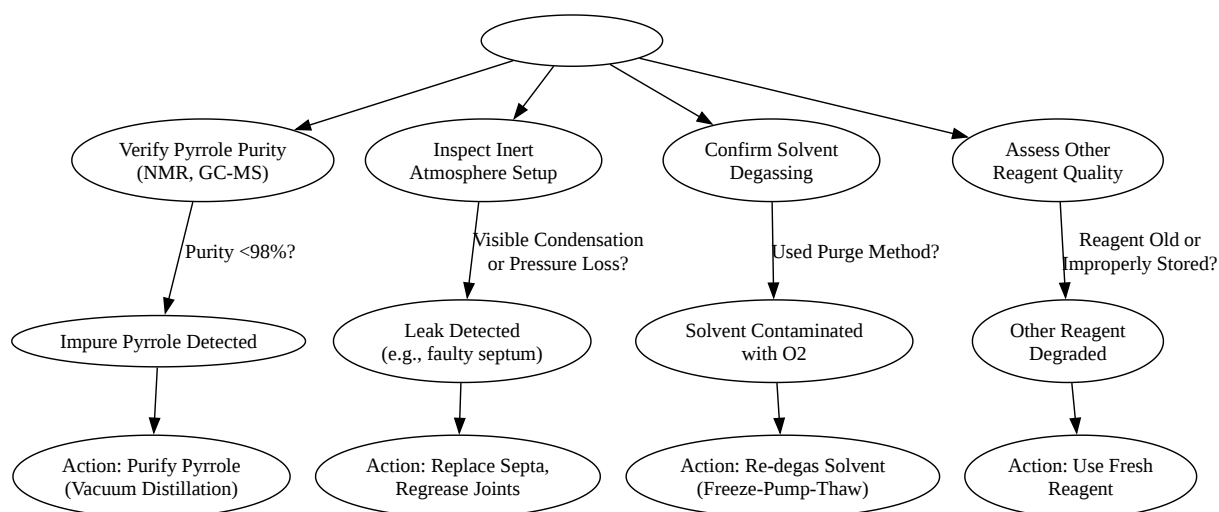 Verify Pyrrole Purity
(NMR, GC-MS)
Inspect Inert
Atmosphere Setup
Confirm Solvent
Degassing
Assess Other
Reagent Quality
Purity <98%?
Visible Condensation
or Pressure Loss?
Used Purge Method?
Reagent Old or
Improperly Stored?
Impure Pyrrole Detected
Leak Detected
(e.g., faulty septum)
Solvent Contaminated
with O2
Other Reagent
Degraded
Action: Purify Pyrrole
(Vacuum Distillation)
Action: Replace Septa,
Regrease Joints
Action: Re-degas Solvent
(Freeze-Pump-Thaw)
Action: Use Fresh
Reagent